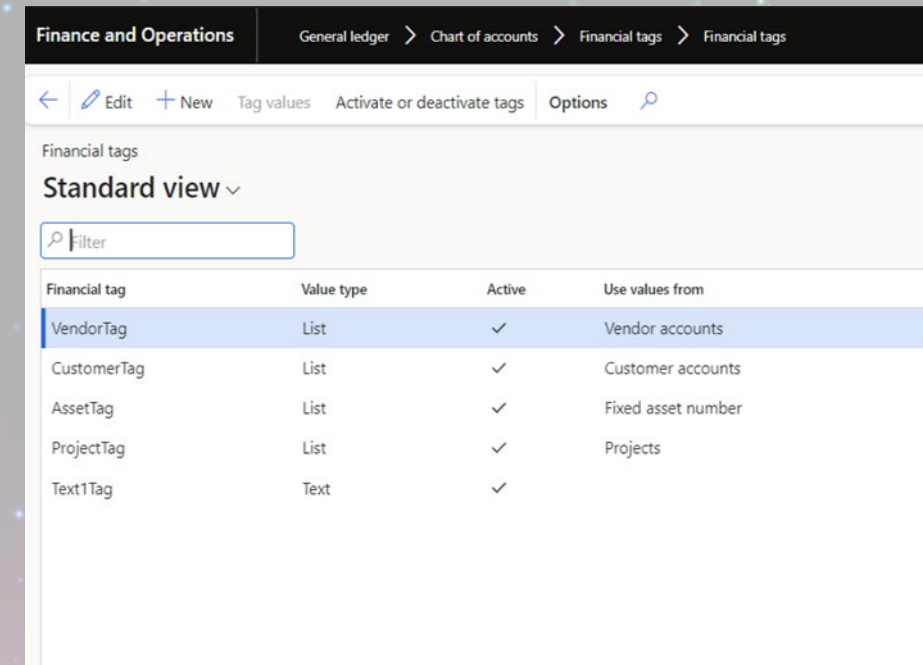 Finance and Operations General ledger > Chart of accounts > Financial tags > Financial tags
Edit New Tag values Activate or deactivate tags Options
Financial tags
Standard view
Filter
Financial tag Value type Active Use values from
VendorTag List Vendor accounts
CustomerTag List Customer accounts
AssetTag List Fixed asset number
ProjectTag List Projects
Text1Tag Text